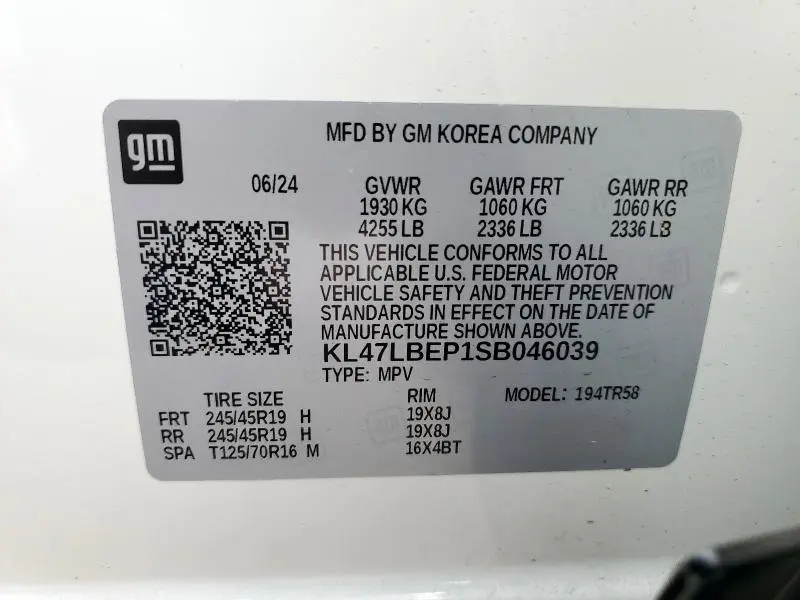 gm
MFD BY GM KOREA COMPANY
06/24 GVWR GAWR FRT GAWR RR
1930 KG 1060 KG 1060 KG
4255 LB 2336 LB 2336 LB
THIS VEHICLE CONFORMS TO ALL
APPLICABLE U.S. FEDERAL MOTOR
VEHICLE SAFETY AND THEFT PREVENTION
STANDARDS IN EFFECT ON THE DATE OF
MANUFACTURE SHOWN ABOVE.
KL47LBEP1SB046039
TYPE: MPV
TIRE SIZE RIM MODEL: 194TR58
FRT 245/45R19 H 19X8J
RR 245/45R19 H 19X8J
SPA T125/70R16 M 16X4BT